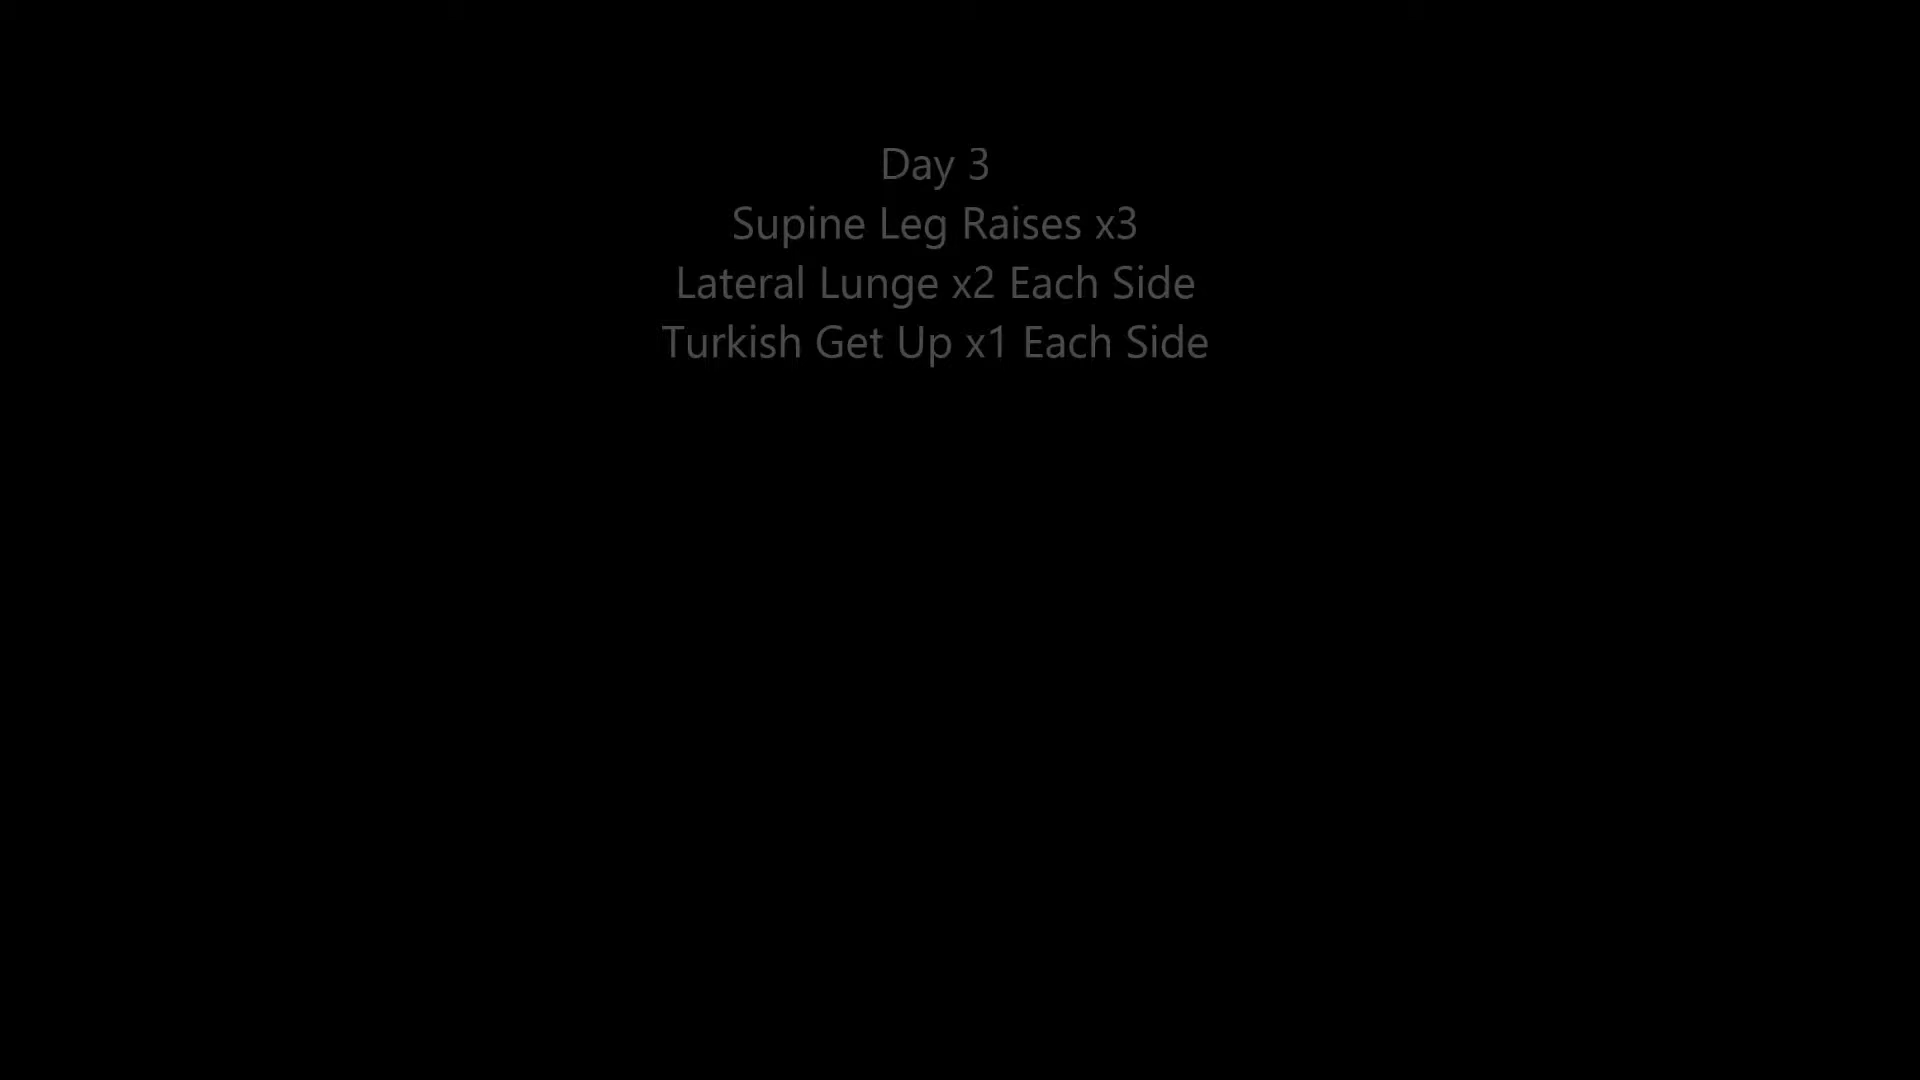 Day 3
Supine Leg Raises x3
Lateral Lunge x2 Each Side
Turkish Get Up x1 Each Side